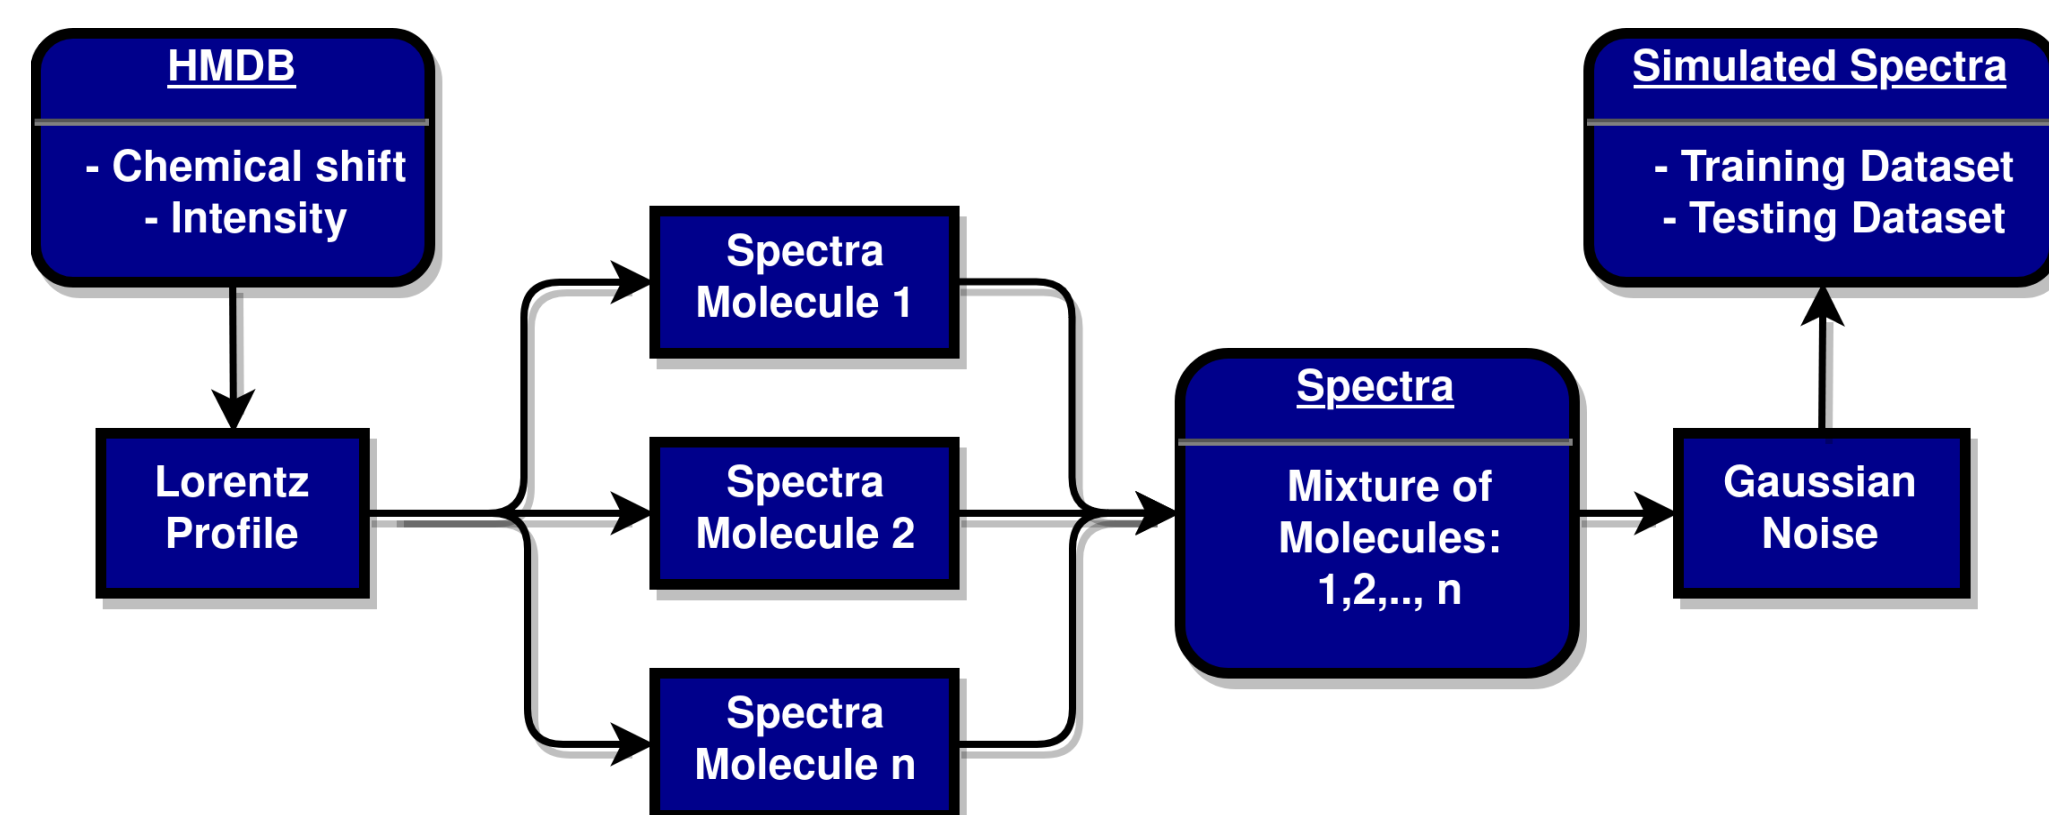 HMDB
- Chemical shift
- Intensity
Lorentz
Profile
Spectra
Molecule 1
Spectra
Molecule 2
Spectra
Molecule n
Spectra
Mixture of
Molecules:
1,2,.., n
Gaussian
Noise
Simulated Spectra
- Training Dataset
- Testing Dataset